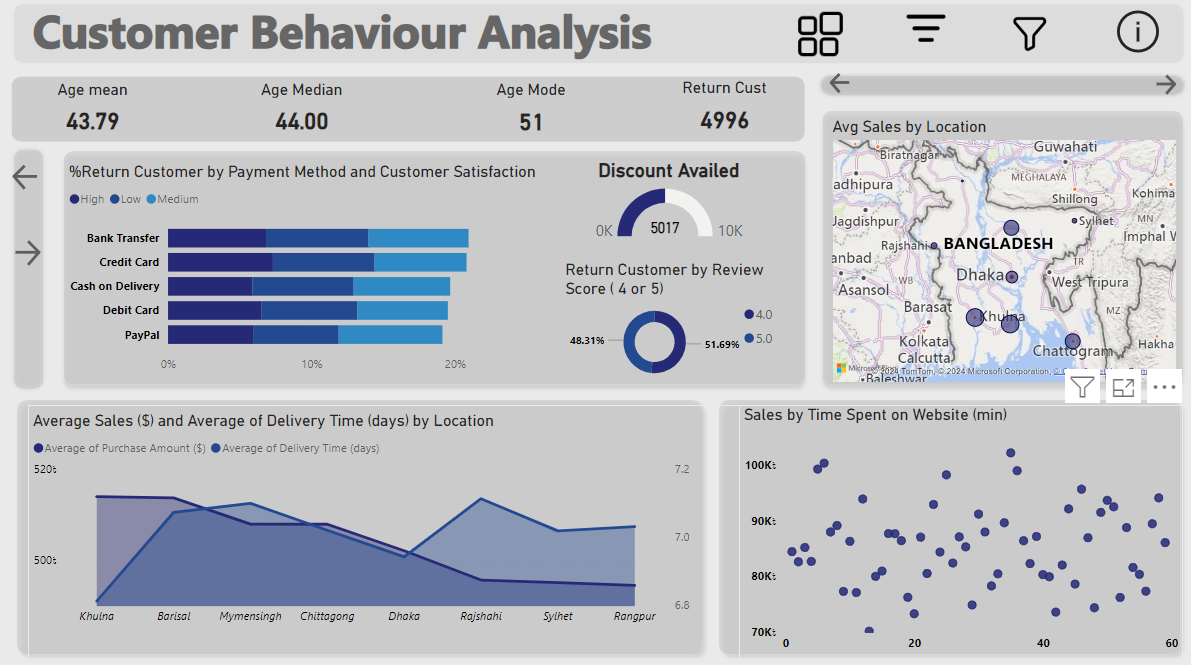 Customer Behaviour Analysis
Age mean
43.79
Age Median
44.00
Age Mode
51
Return Cust
4996
%Return Customer by Payment Method and Customer Satisfaction
High Low Medium
Bank Transfer
Credit Card
Cash on Delivery
Debit Card
PayPal
0% 10% 20%
Discount Availed
0K 5017 10K
Return Customer by Review
Score ( 4 or 5)
48.31%
51.69%
4.0
5.0
Avg Sales by Location
Biratnagar
Guwahati
adhipura
MEGHALAYA
Shillong
Kohima
Jagdishpur
Sylhet
MN
Rajshahi
BANGLADESH
Imphal
anbad
TR
Dhaka
WB
West Tripura
Asansol
Barasat
Khulna
MZ
Kolkata
Calcutta
Chattogram
Hakha
© 2024 TomTom, © 2024 Microsoft Corporation,
Baleshwar
Average Sales ($) and Average of Delivery Time (days) by Location
Average of Purchase Amount ($) Average of Delivery Time (days)
520৳
500৳
7.2
7.0
6.8
Khulna Barisal Mymensingh Chittagong Dhaka Rajshahi Sylhet Rangpur
Sales by Time Spent on Website (min)
100K৳
90K৳
80K৳
70K৳
0 20 40 60